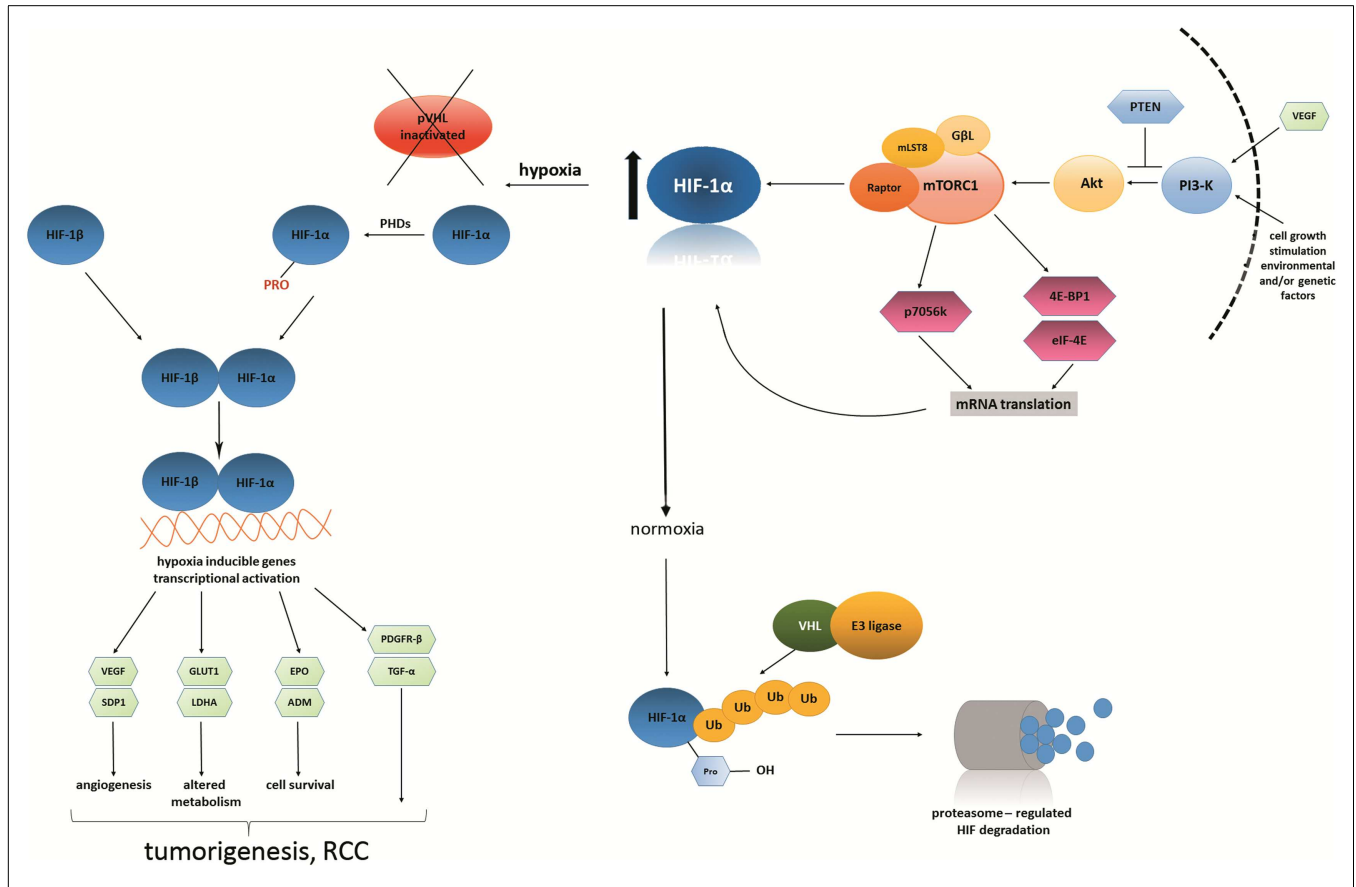 pVHL
inactivated
hypoxia
HIF-1β
HIF-1α
PRO
PHDs
HIF-1α
HIF-1β
HIF-1α
HIF-1β
HIF-1α
hypoxia inducible genes
transcriptional activation
VEGF
SDP1
GLUT1
LDHA
EPO
ADM
PDGFR-β
TGF-α
angiogenesis
altered
metabolism
cell survival
tumorigenesis, RCC
HIF-1α
HIF-1α
mLST8
GβL
Raptor
mTORC1
Akt
PTEN
PI3-K
VEGF
cell growth
stimulation
environmental
and/or genetic
factors
p7056k
4E-BP1
eIF-4E
mRNA translation
normoxia
VHL
E3 ligase
HIF-1α
Ub
Ub
Ub
Ub
Pro
OH
proteasome – regulated
HIF degradation